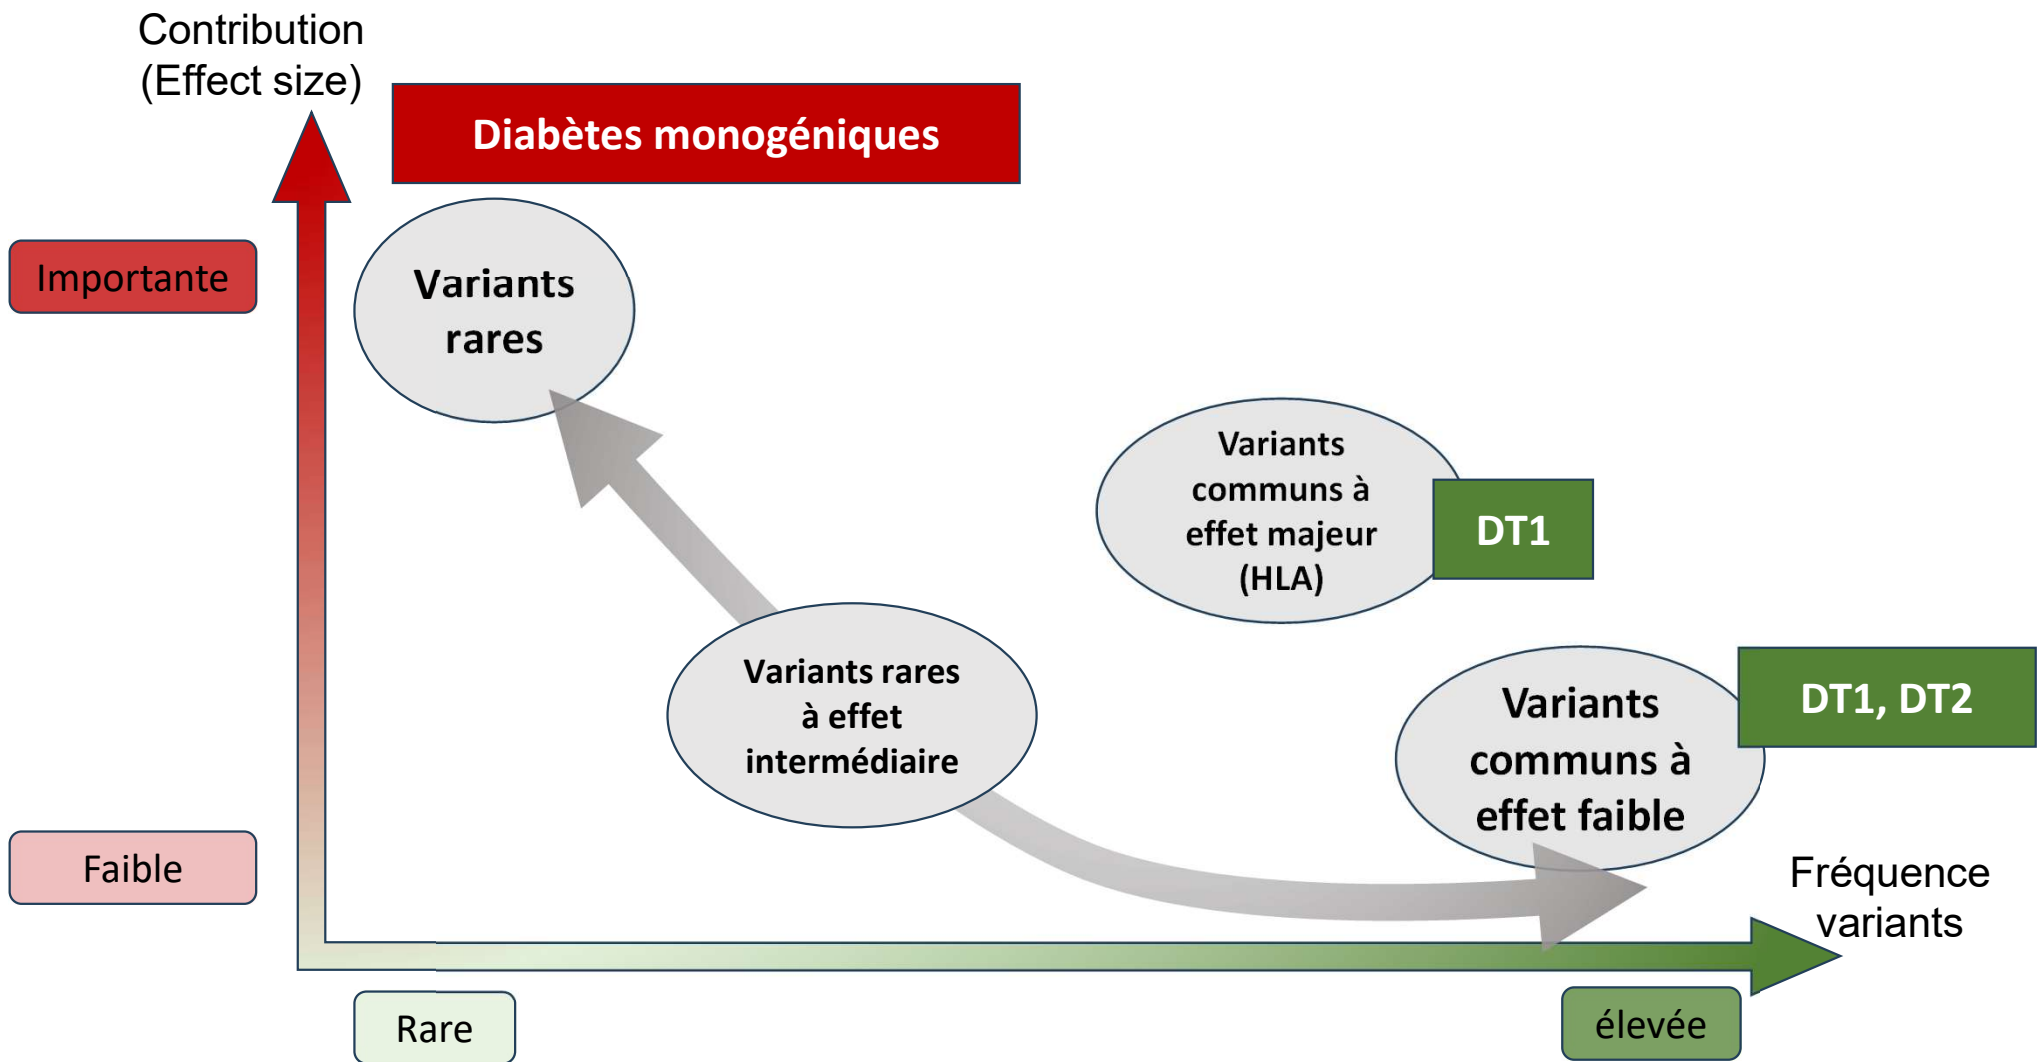 Contribution
(Effect size)
Diabètes monogéniques
Importante
Variants
rares
Variants
communs à
effet majeur
(HLA)
DT1
Variants rares
à effet
intermédiaire
Variants
communs à
effet faible
DT1, DT2
Faible
Fréquence
variants
Rare
élevée